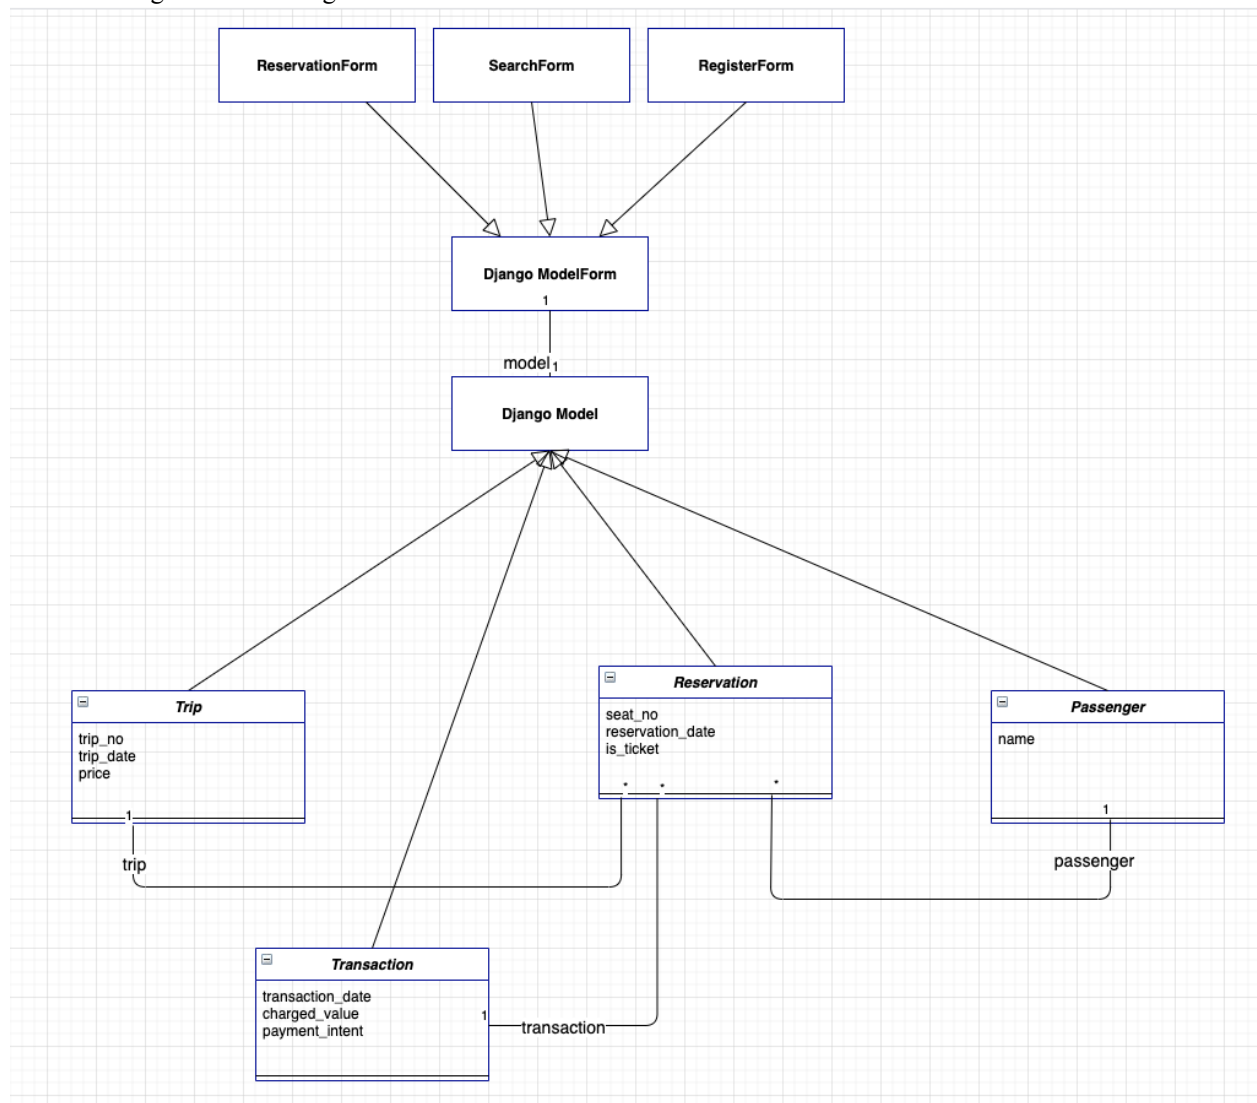 ReservationForm
SearchForm
RegisterForm
Django ModelForm
1
model 1
Django Model
Trip
trip_no
trip_date
price
1
trip
Reservation
seat_no
reservation_date
is_ticket
* * *
Passenger
name
1
passenger
Transaction
transaction_date
charged_value
payment_intent
1
transaction